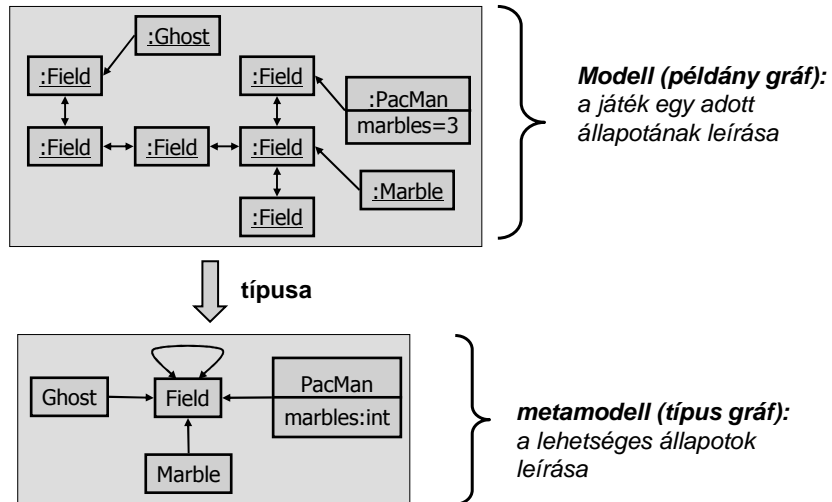 :Ghost
:Field
:Field
:PacMan
marbles=3
:Field
:Field
:Field
:Marble
:Field
Modell (példány gráf):
a játék egy adott
állapotának leírása
típusa
Ghost
Field
PacMan
marbles:int
Marble
metamodell (típus gráf):
a lehetséges állapotok
leírása